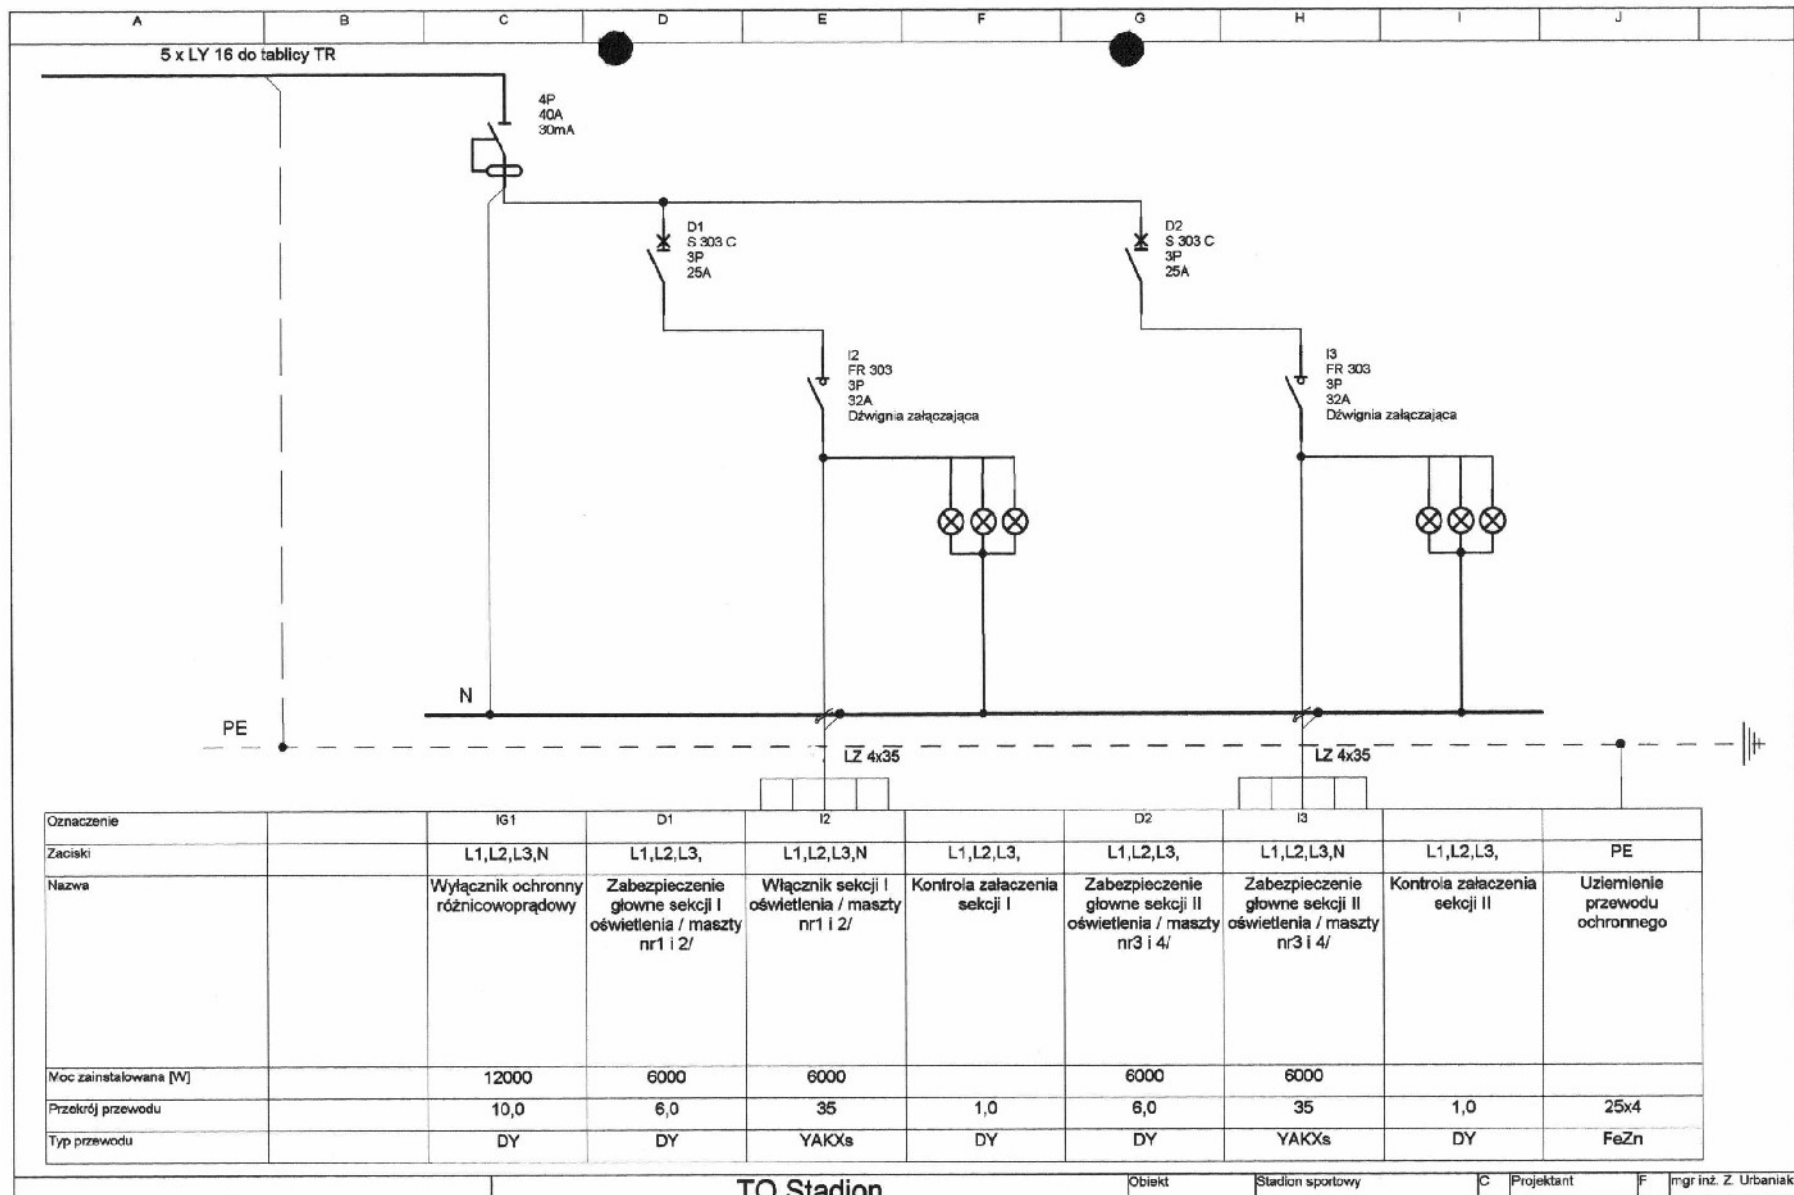 A B C D E F G H I J
5 x LY 16 do tablicy TR
4P
40A
30mA
D1
S 303 C
3P
25A
D2
S 303 C
3P
25A
I2
FR 303
3P
32A
Dźwignia załączająca
I3
FR 303
3P
32A
Dźwignia załączająca
N
PE
LZ 4x35
LZ 4x35
Oznaczenie IG1 D1 I2 D2 I3
Zaciski L1,L2,L3,N L1,L2,L3, L1,L2,L3,N L1,L2,L3, L1,L2,L3, L1,L2,L3,N L1,L2,L3, PE
Nazwa
Wyłącznik ochronny
różnicowoprądowy
Zabezpieczenie
głowne sekcji I
oświetlenia / maszty
nr1 i 2/
Włącznik sekcji I
oświetlenia / maszty
nr1 i 2/
Kontrola załaczenia
sekcji I
Zabezpieczenie
głowne sekcji II
oświetlenia / maszty
nr3 i 4/
Zabezpieczenie
głowne sekcji II
oświetlenia / maszty
nr3 i 4/
Kontrola załaczenia
sekcji II
Uziemienie
przewodu
ochronnego
Moc zainstalowana [W] 12000 6000 6000 6000 6000
Przekrój przewodu 10,0 6,0 35 1,0 6,0 35 1,0 25x4
Typ przewodu DY DY YAKXs DY DY YAKXs DY FeZn
TO Stadion
Obiekt Stadion sportowy C Projektant F mgr inż. Z. Urbaniak